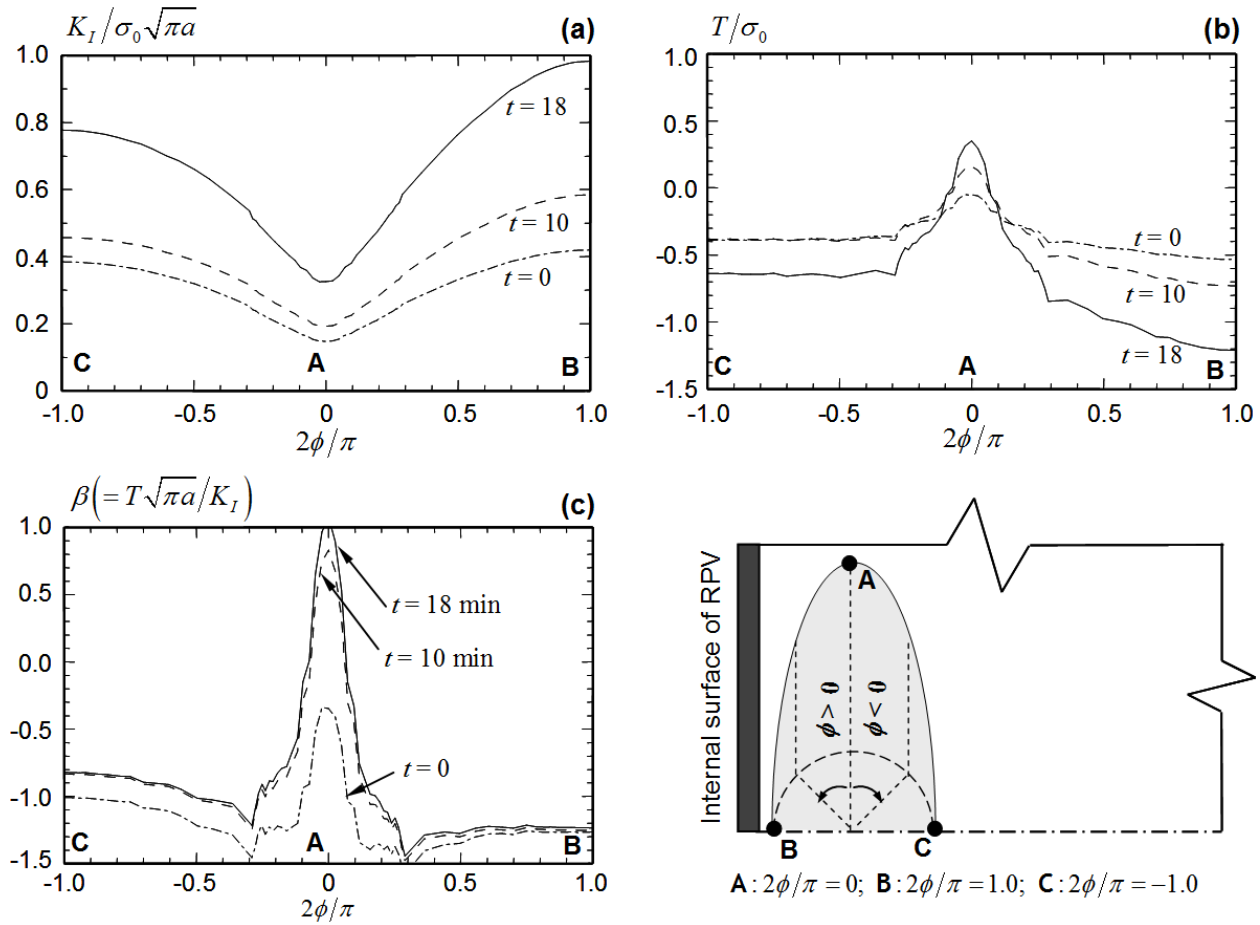 K_I/σ₀√πa
(a)
1.0
0.8
0.6
0.4
0.2
0
t = 18
t = 10
t = 0
C
A
B
-1.0
-0.5
0
0.5
1.0
2ϕ/π
T/σ₀
(b)
1.0
0.5
0.0
-0.5
-1.0
-1.5
t = 0
t = 10
t = 18
A
C
B
-1.0
-0.5
0
0.5
1.0
2ϕ/π
β(= T√πa/K_I)
(c)
1.0
0.5
0.0
-0.5
-1.0
-1.5
t = 18 min
t = 10 min
t = 0
C
A
B
-1.0
-0.5
0
0.5
1.0
2ϕ/π
Internal surface of RPV
A
ϕ > 0
ϕ < 0
B
C
A: 2ϕ/π = 0; B: 2ϕ/π = 1.0; C: 2ϕ/π = −1.0